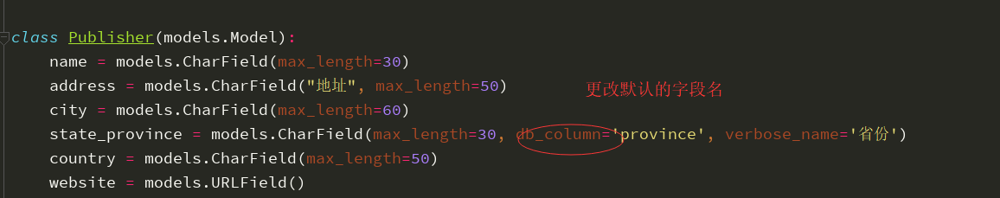 class Publisher(models.Model):
name = models.CharField(max_length=30)
address = models.CharField("地址", max_length=50)
更改默认的字段名
city = models.CharField(max_length=60)
state_province = models.CharField(max_length=30, db_column='province', verbose_name='省份')
country = models.CharField(max_length=50)
website = models.URLField()